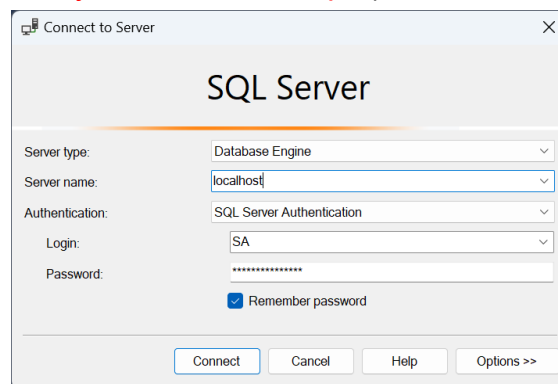 Connect to Server
SQL Server
Server type: Database Engine
Server name: localhost
Authentication: SQL Server Authentication
Login: SA
Password: ***************
Remember password
Connect Cancel Help Options >>